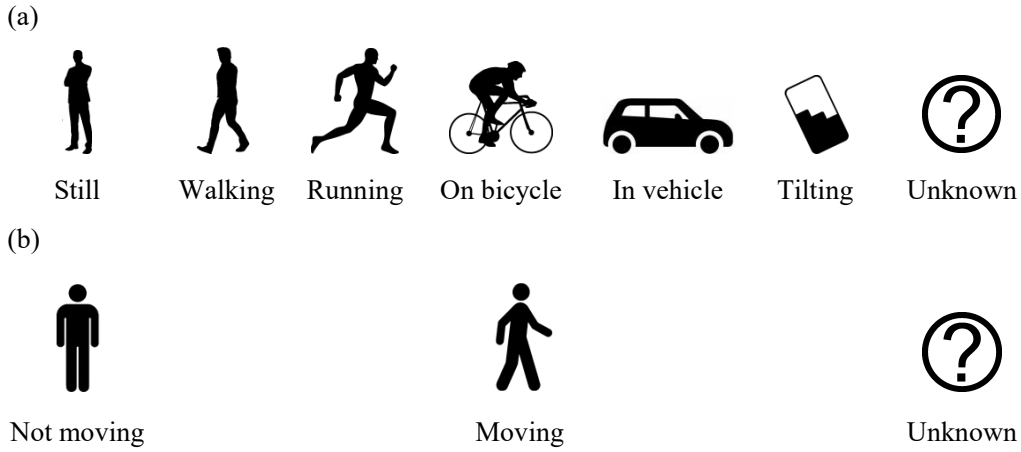 (a)
Still Walking Running On bicycle In vehicle Tilting Unknown
(b)
Not moving Moving Unknown